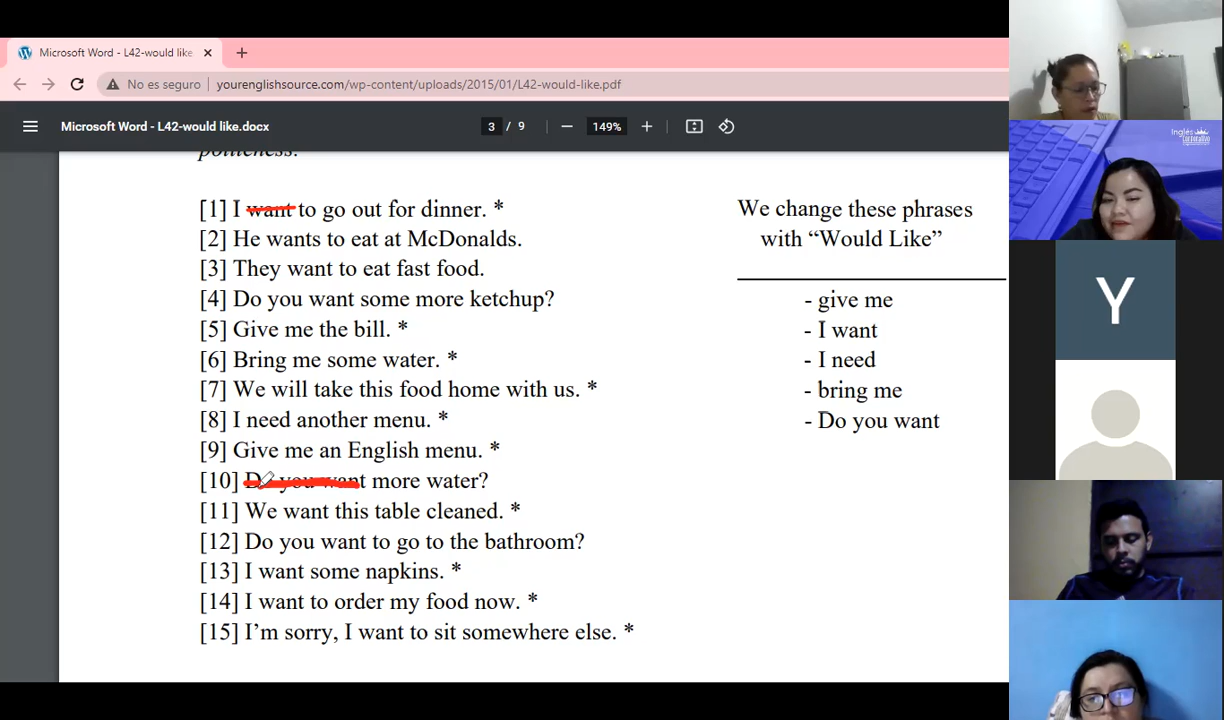 Microsoft Word - L42-would like
No es seguro
yourenglishsource.com/wp-content/uploads/2015/01/L42-would-like.pdf
Microsoft Word - L42-would like.docx
3 / 9
149%
politeness.
[1] I want to go out for dinner. *
[2] He wants to eat at McDonalds.
[3] They want to eat fast food.
[4] Do you want some more ketchup?
[5] Give me the bill. *
[6] Bring me some water. *
[7] We will take this food home with us. *
[8] I need another menu. *
[9] Give me an English menu. *
[10] Do you want more water?
[11] We want this table cleaned. *
[12] Do you want to go to the bathroom?
[13] I want some napkins. *
[14] I want to order my food now. *
[15] I'm sorry, I want to sit somewhere else. *
We change these phrases
with “Would Like”
- give me
- I want
- I need
- bring me
- Do you want
Inglés
Corporativo
Y